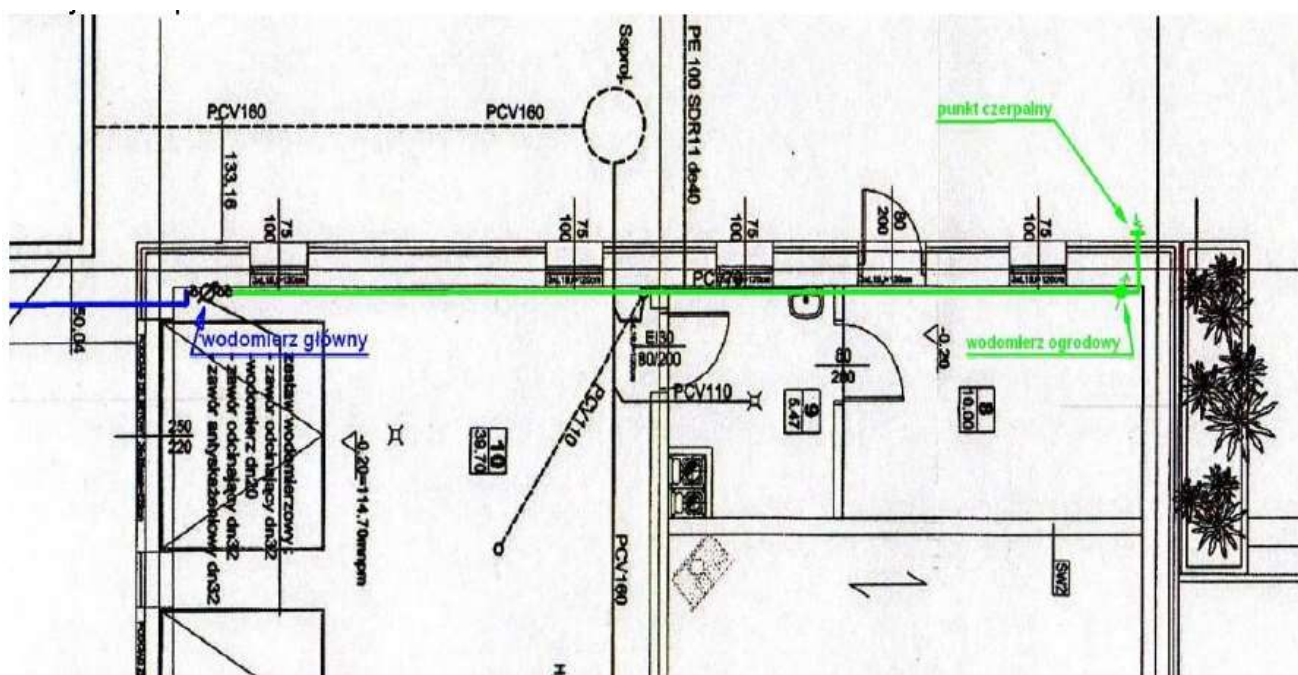 Ssproj.
PE 100 SDR11 de40
PCV160
PCV160
punkt czerpalny
133,16
75
100
75
100
75
100
80
200
75
100
wodomierz główny
wodomierz ogrodowy
50,04
EI30
80/200
80
200
-0.20
PCV110
PCV110
8
10.00
9
5.47
10
39.70
250
220
zestaw wodomierzowy :
zawór odcinający dn32
wodomierz dn20
zawór odcinający dn32
zawór antyskażeniowy dn32
-0.20=114.70mnpm
PCV160
SW2